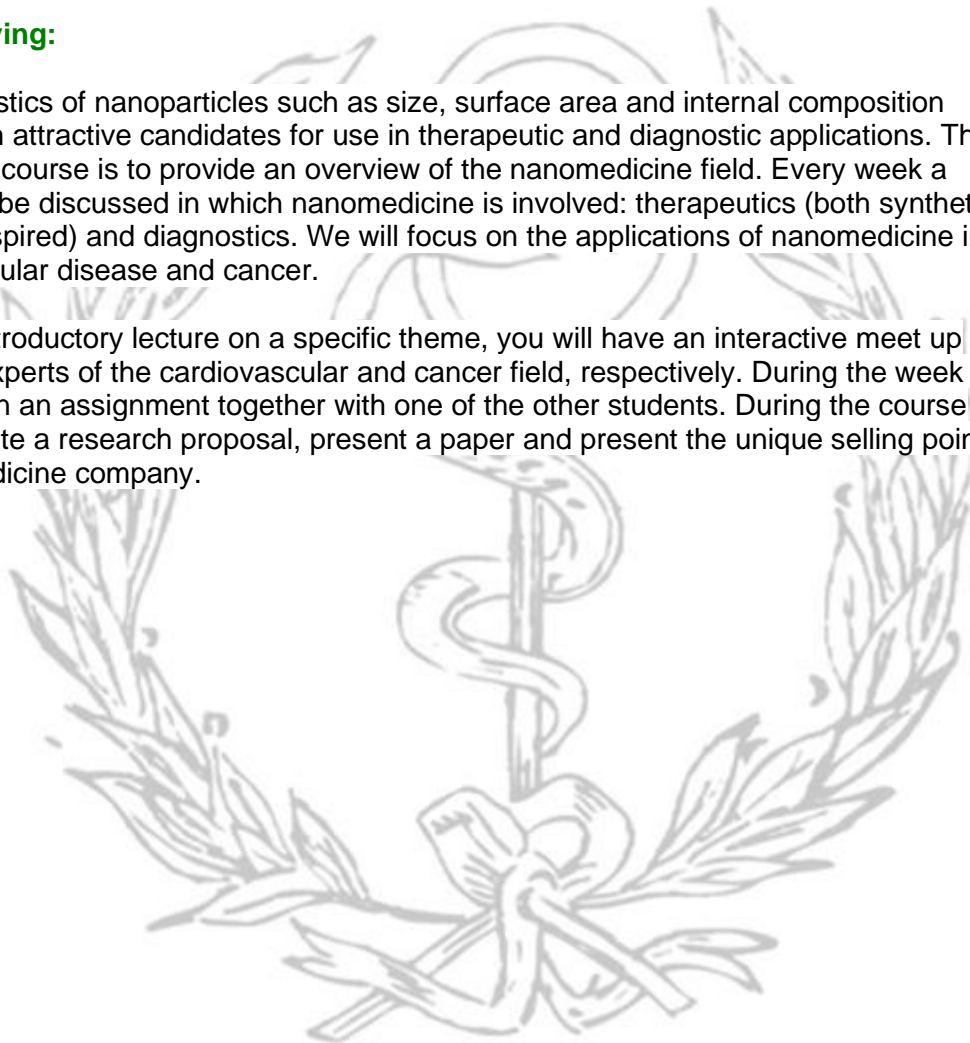 ving:
stics of nanoparticles such as size, surface area and internal composition
n attractive candidates for use in therapeutic and diagnostic applications. Th
course is to provide an overview of the nanomedicine field. Every week a
be discussed in which nanomedicine is involved: therapeutics (both synthet
spired) and diagnostics. We will focus on the applications of nanomedicine i
ular disease and cancer.
troductory lecture on a specific theme, you will have an interactive meet up
xperts of the cardiovascular and cancer field, respectively. During the week
n an assignment together with one of the other students. During the course
te a research proposal, present a paper and present the unique selling poin
dicine company.